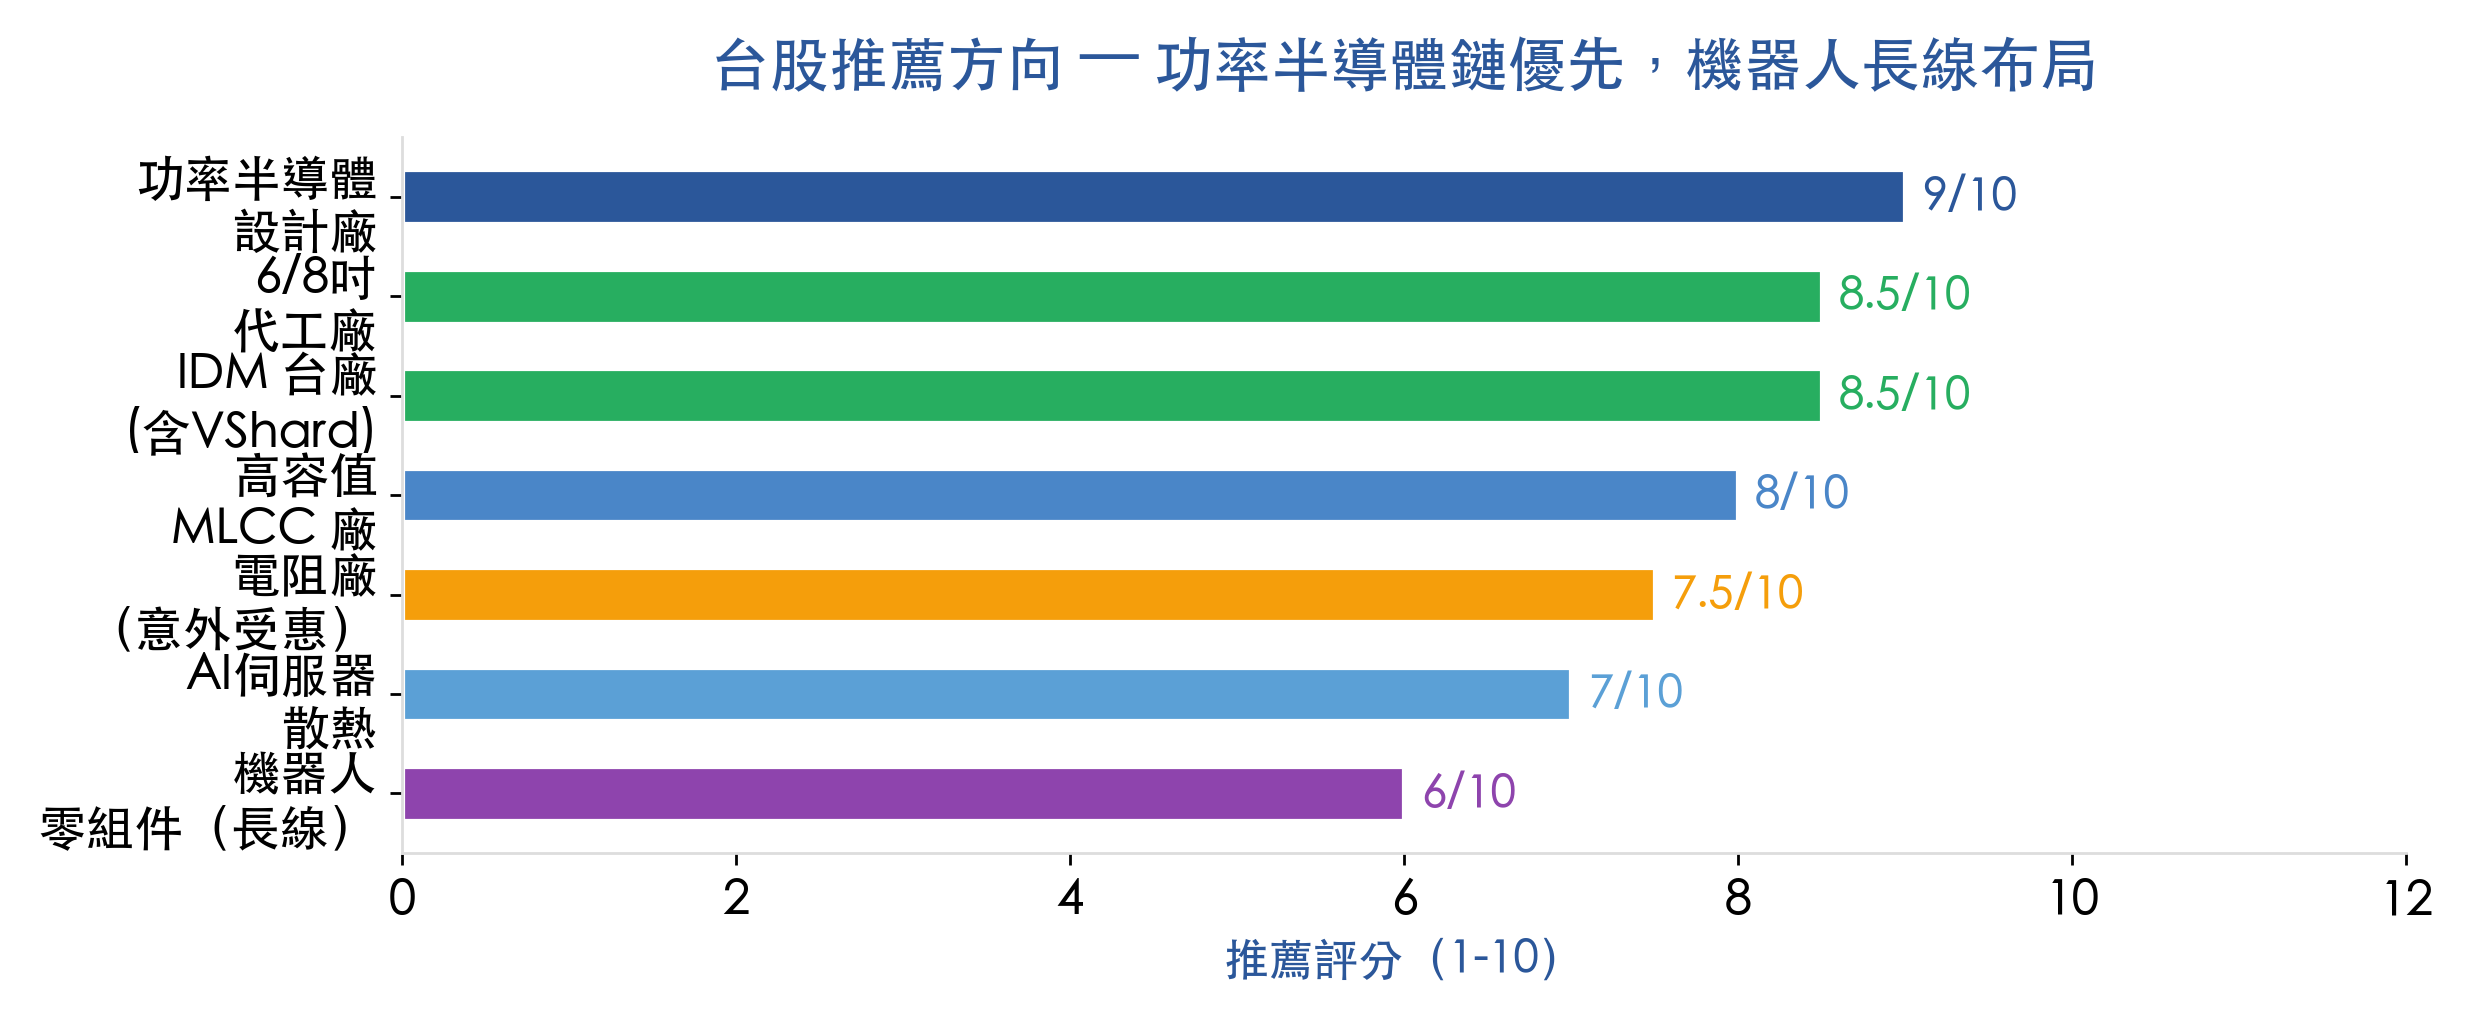 台股推薦方向 — 功率半導體鏈優先，機器人長線布局
功率半導體
設計廠
9/10
6/8吋
代工廠
8.5/10
IDM 台廠
(含VShard)
8.5/10
高容值
MLCC 廠
8/10
電阻廠
（意外受惠）
7.5/10
AI伺服器
散熱
7/10
機器人
零組件（長線）
6/10
0 2 4 6 8 10 12
推薦評分（1-10）